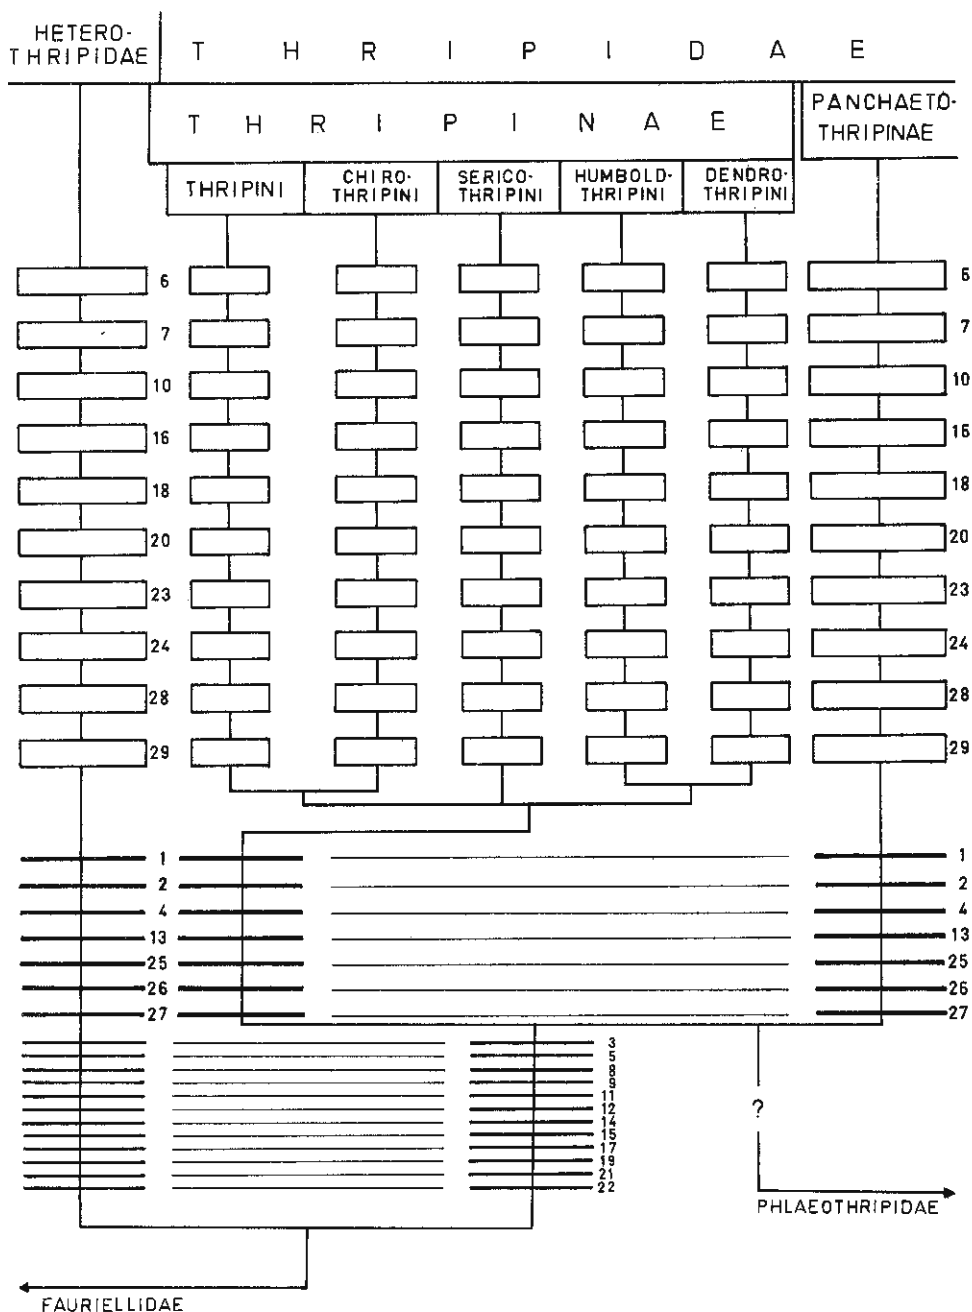 HETERO-
THRIPIDAE
T H R I P I D A E
T H R I P I N A E
PANCHAETO-
THRIPINAE
THRIPINI
CHIRO-
THRIPINI
SERICO-
THRIPINI
HUMBOLD-
THRIPINI
DENDRO-
THRIPINI
6 6
7 7
10 10
16 16
18 18
20 20
23 23
24 24
28 28
29 29
1 1
2 2
4 4
13 13
25 25
26 26
27 27
3
5
8
9
11
12
14
15
17
19
21
22
?
PHLAEOTHRIPIDAE
FAURIELLIDAE